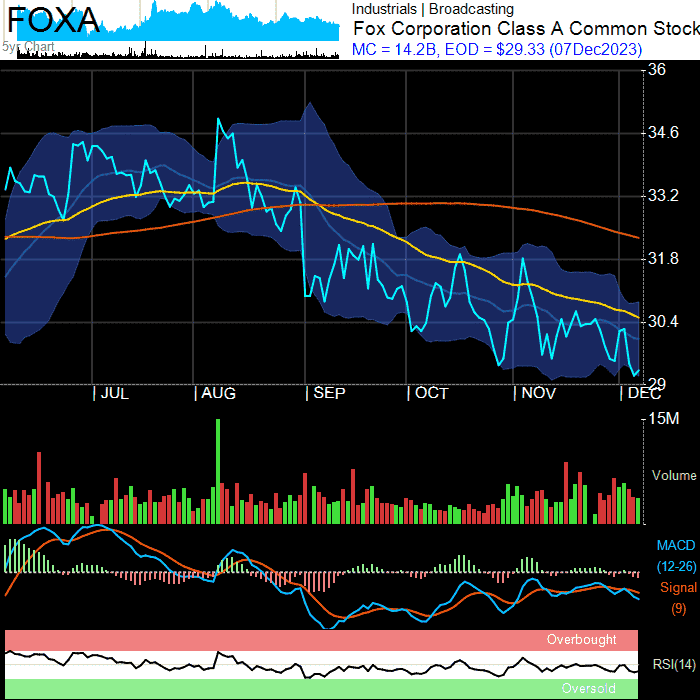 FOXA
5yr Chart
Industrials | Broadcasting
Fox Corporation Class A Common Stock
MC = 14.2B, EOD = $29.33 (07Dec2023)
36
34.6
33.2
31.8
30.4
29
| JUL | AUG | SEP | OCT | NOV | DEC
15M
Volume
MACD
(12-26)
Signal
(9)
Overbought
RSI(14)
Oversold